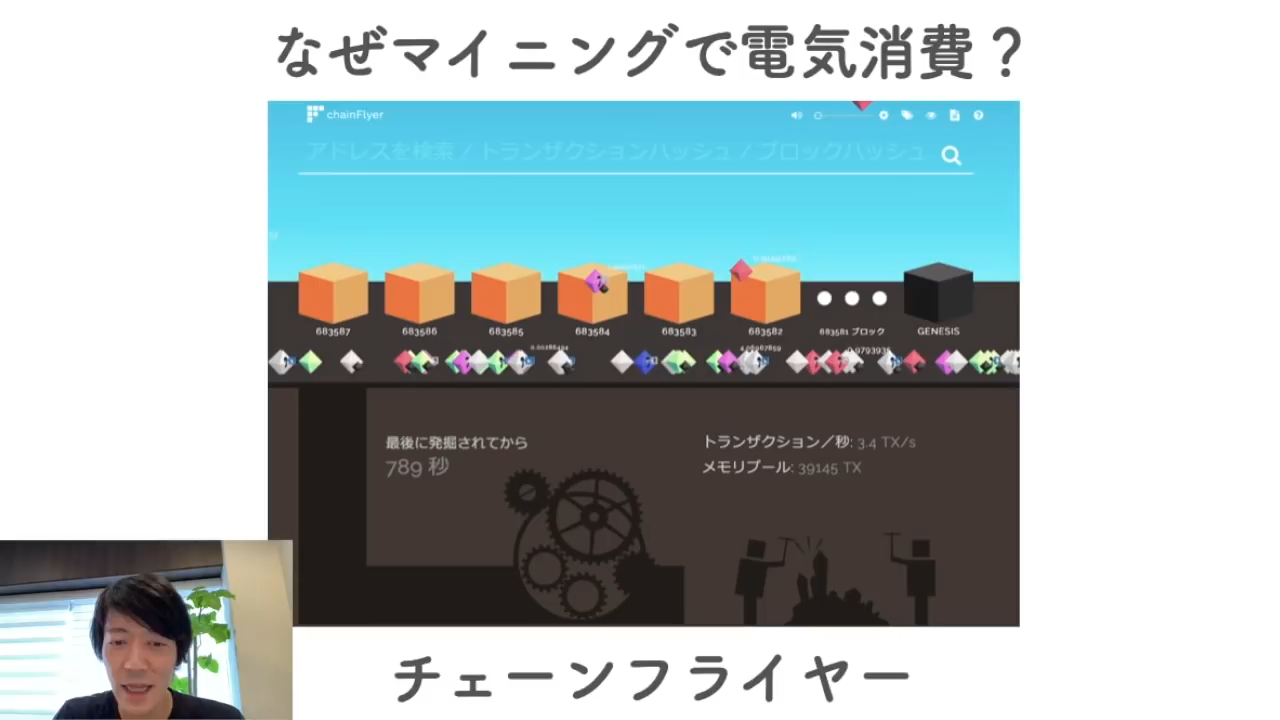 なぜマイニングで電気消費？
chainFlyer
アドレスを検索 / トランザクションハッシュ / ブロックハッシュ
683587
683586
683585
683584
683583
683582
683581 ブロック
GENESIS
0.9793935
最後に発掘されてから
789 秒
トランザクション／秒: 3.4 TX/s
メモリプール: 39145 TX
チェーンフライヤー